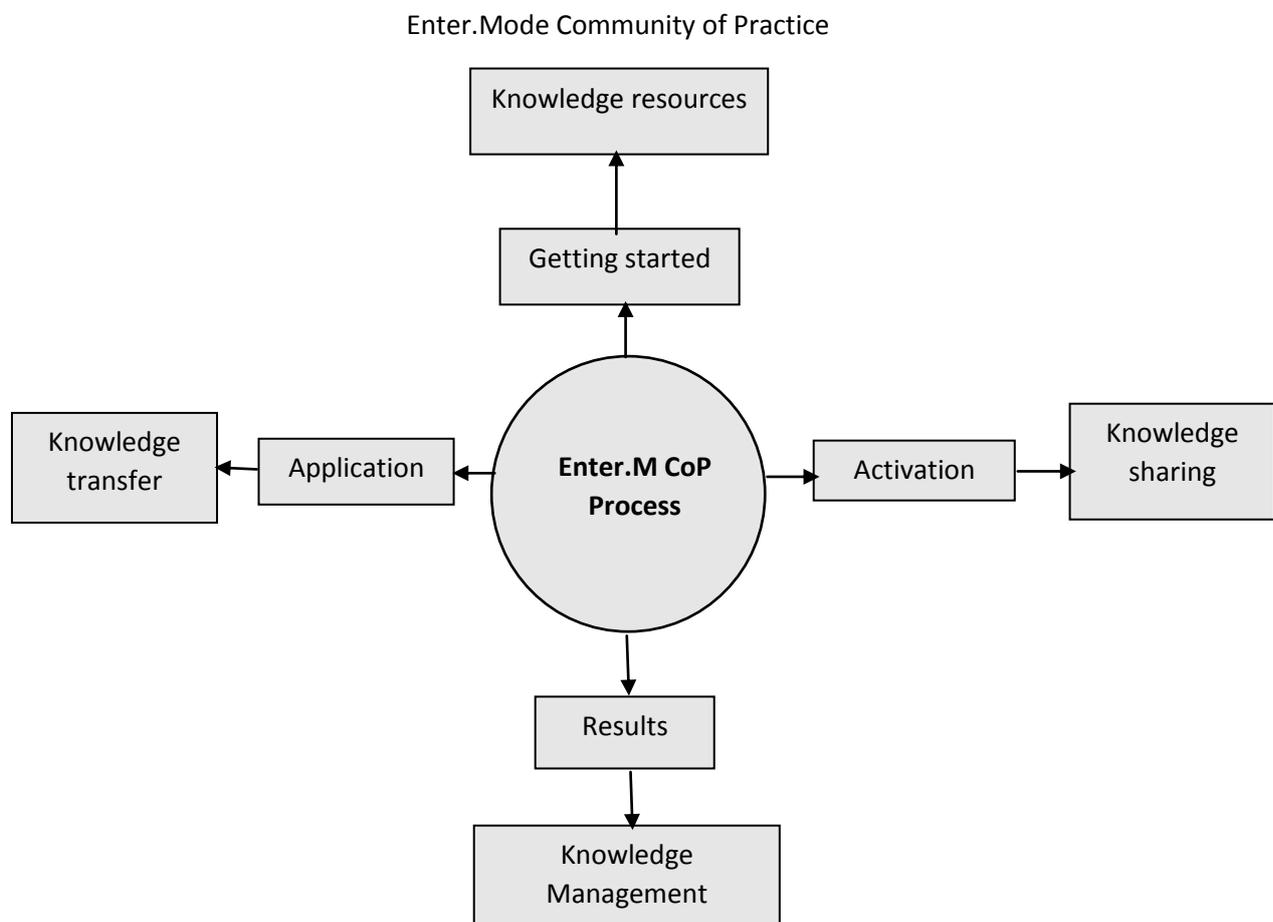 Enter.Mode Community of Practice
Knowledge resources
Getting started
Knowledge
transfer
Application
Enter.M CoP
Process
Activation
Knowledge
sharing
Results
Knowledge
Management